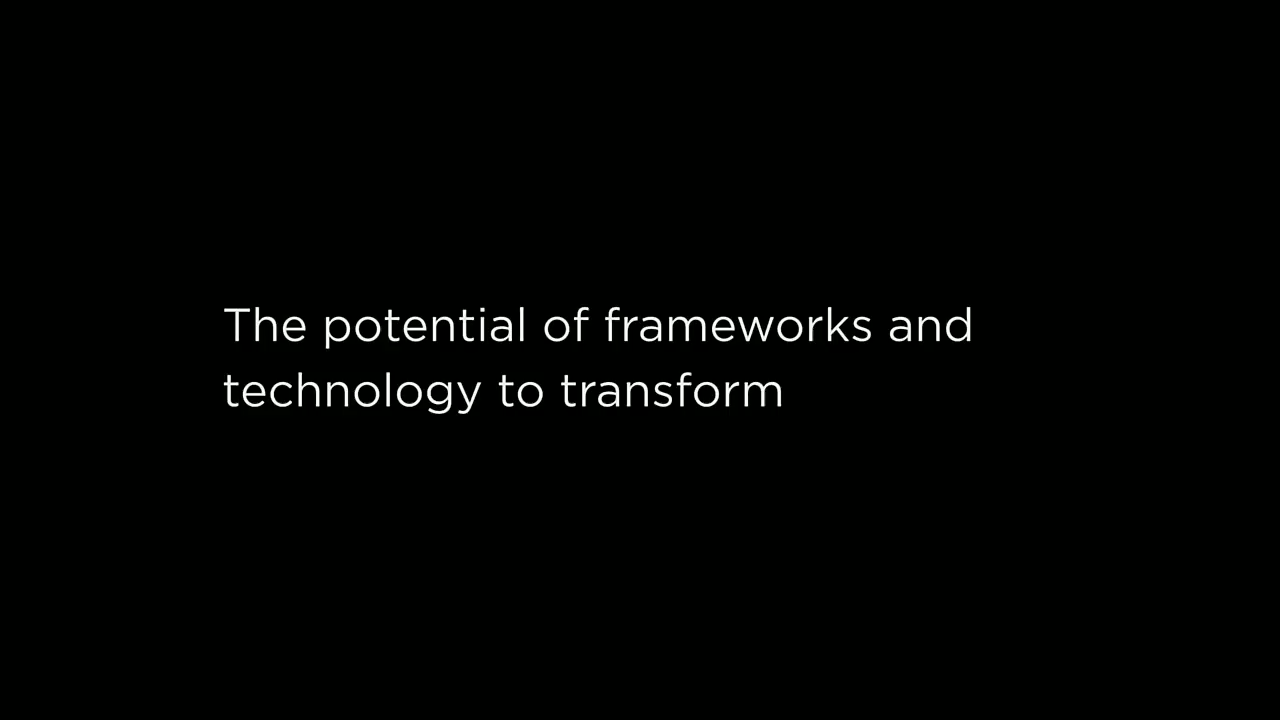 The potential of frameworks and
technology to transform